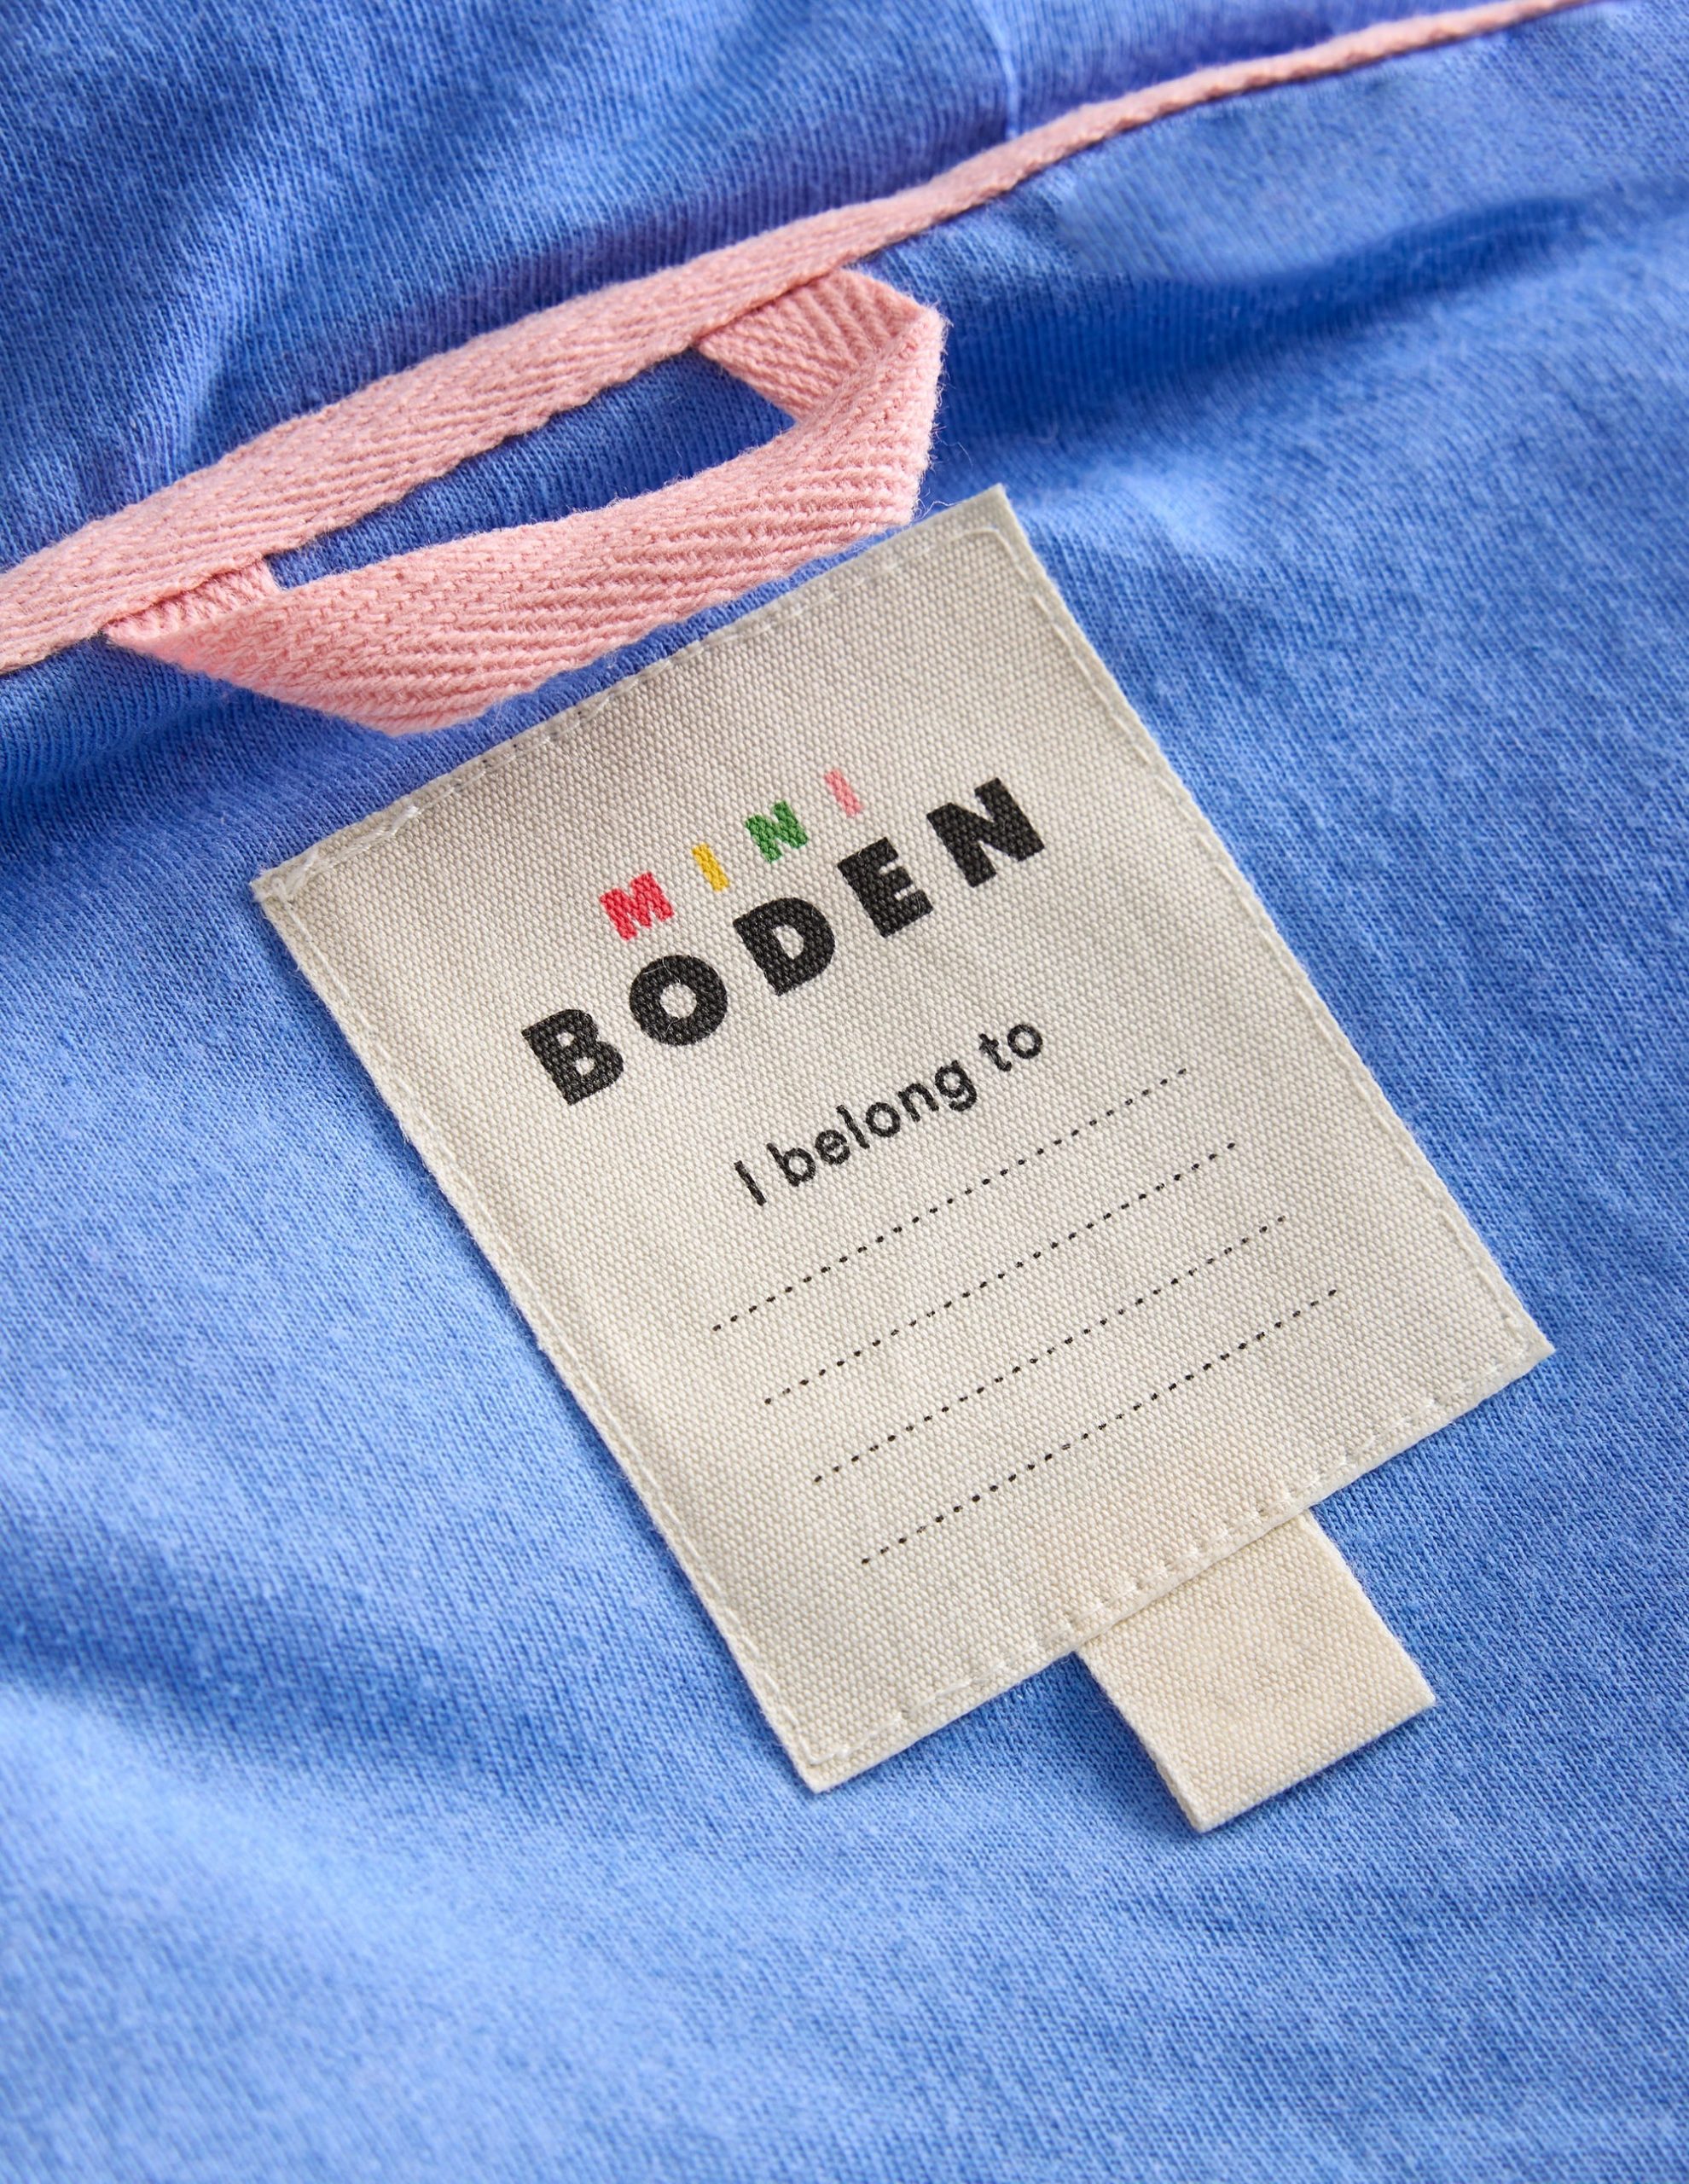 MINI
BODEN
I belong to